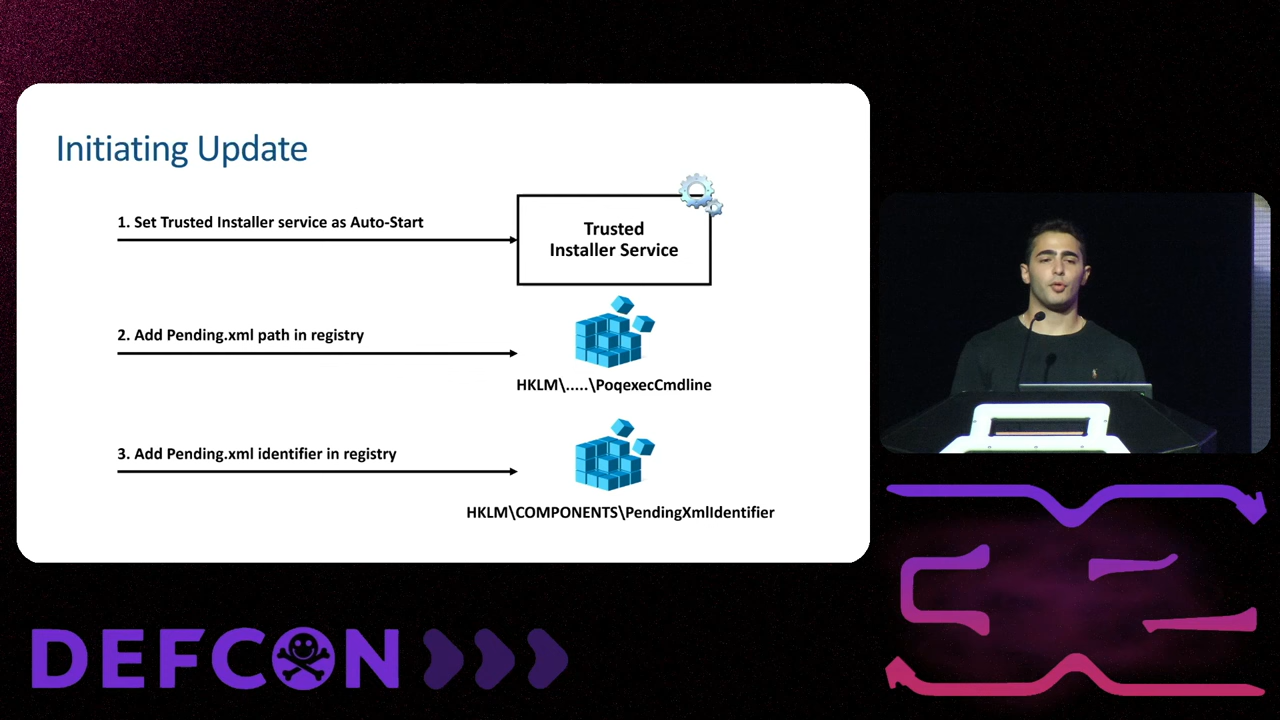 Initiating Update
1. Set Trusted Installer service as Auto-Start
Trusted
Installer Service
2. Add Pending.xml path in registry
HKLM\.....\PoqexecCmdline
3. Add Pending.xml identifier in registry
HKLM\COMPONENTS\PendingXmlIdentifier
DEFCON